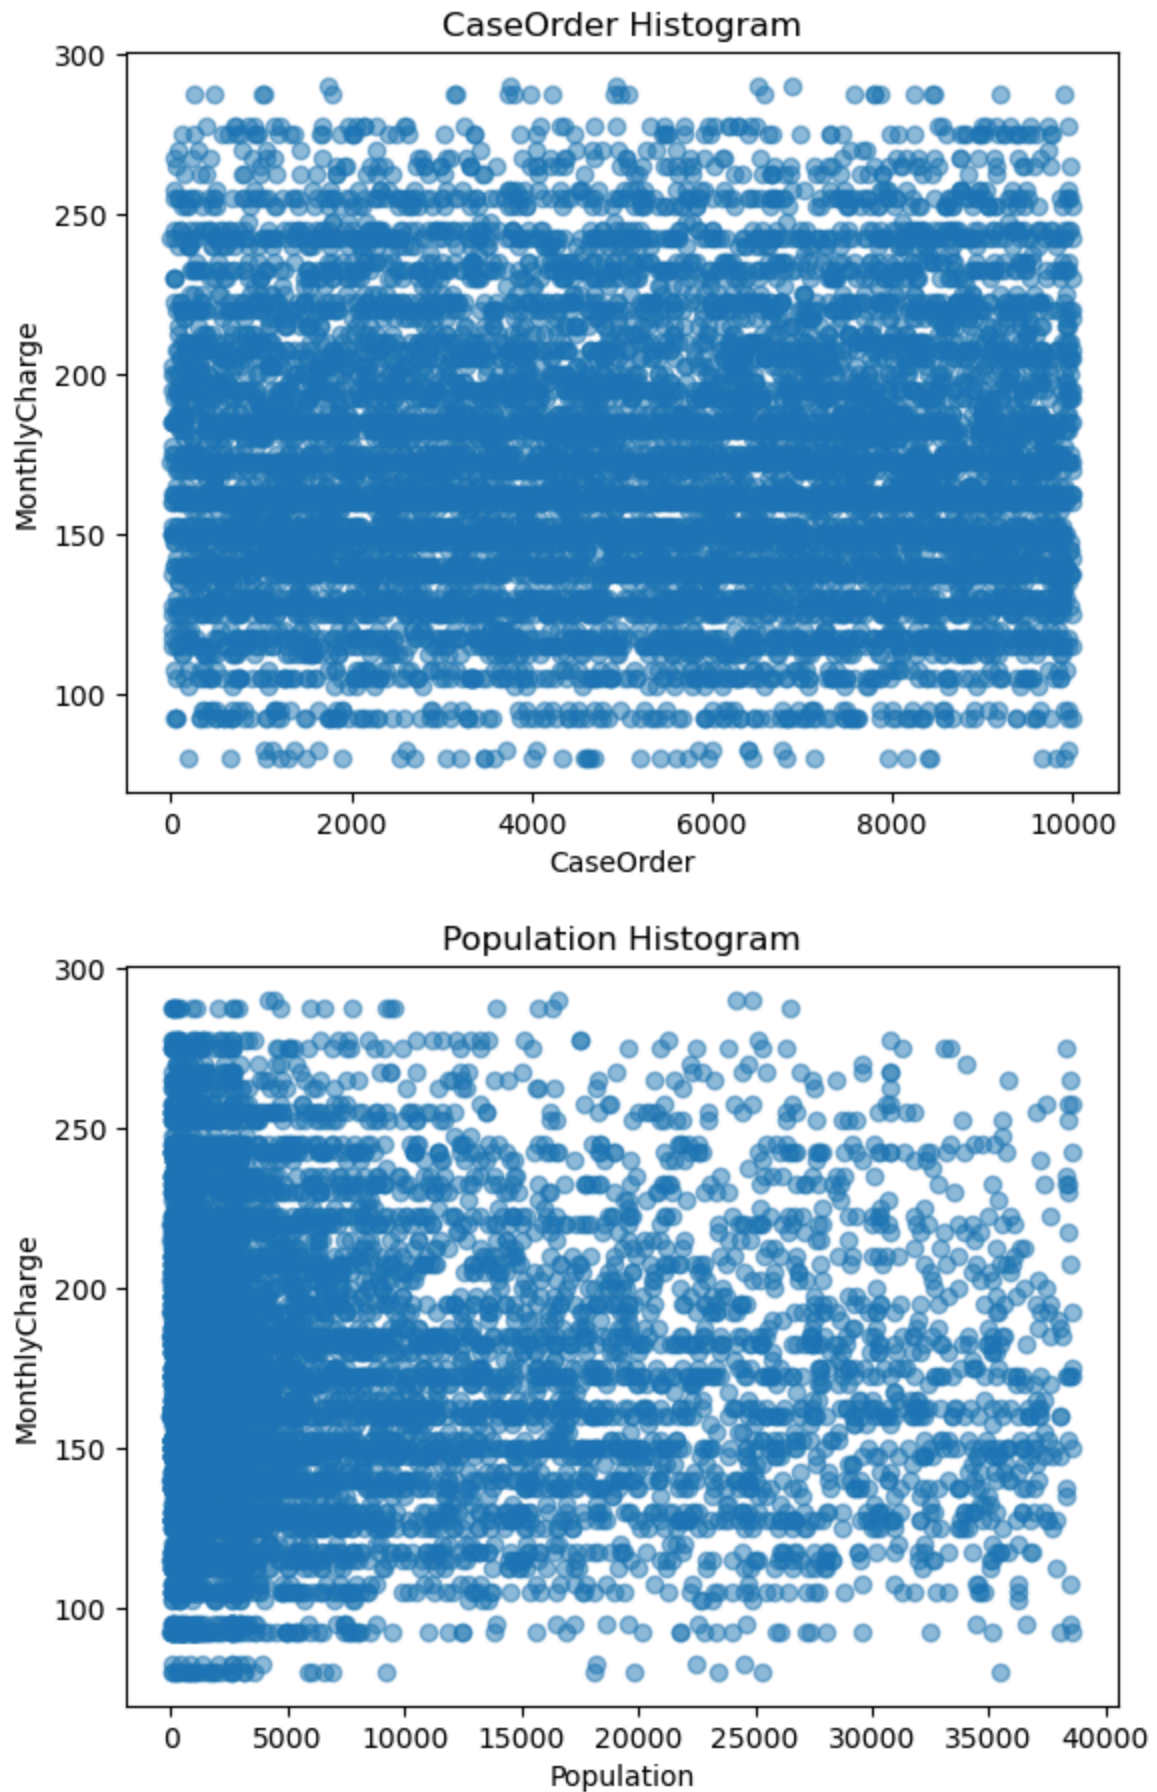 CaseOrder Histogram
300
250
200
150
100
MonthlyCharge
0 2000 4000 6000 8000 10000
CaseOrder
Population Histogram
300
250
200
150
100
MonthlyCharge
0 5000 10000 15000 20000 25000 30000 35000 40000
Population